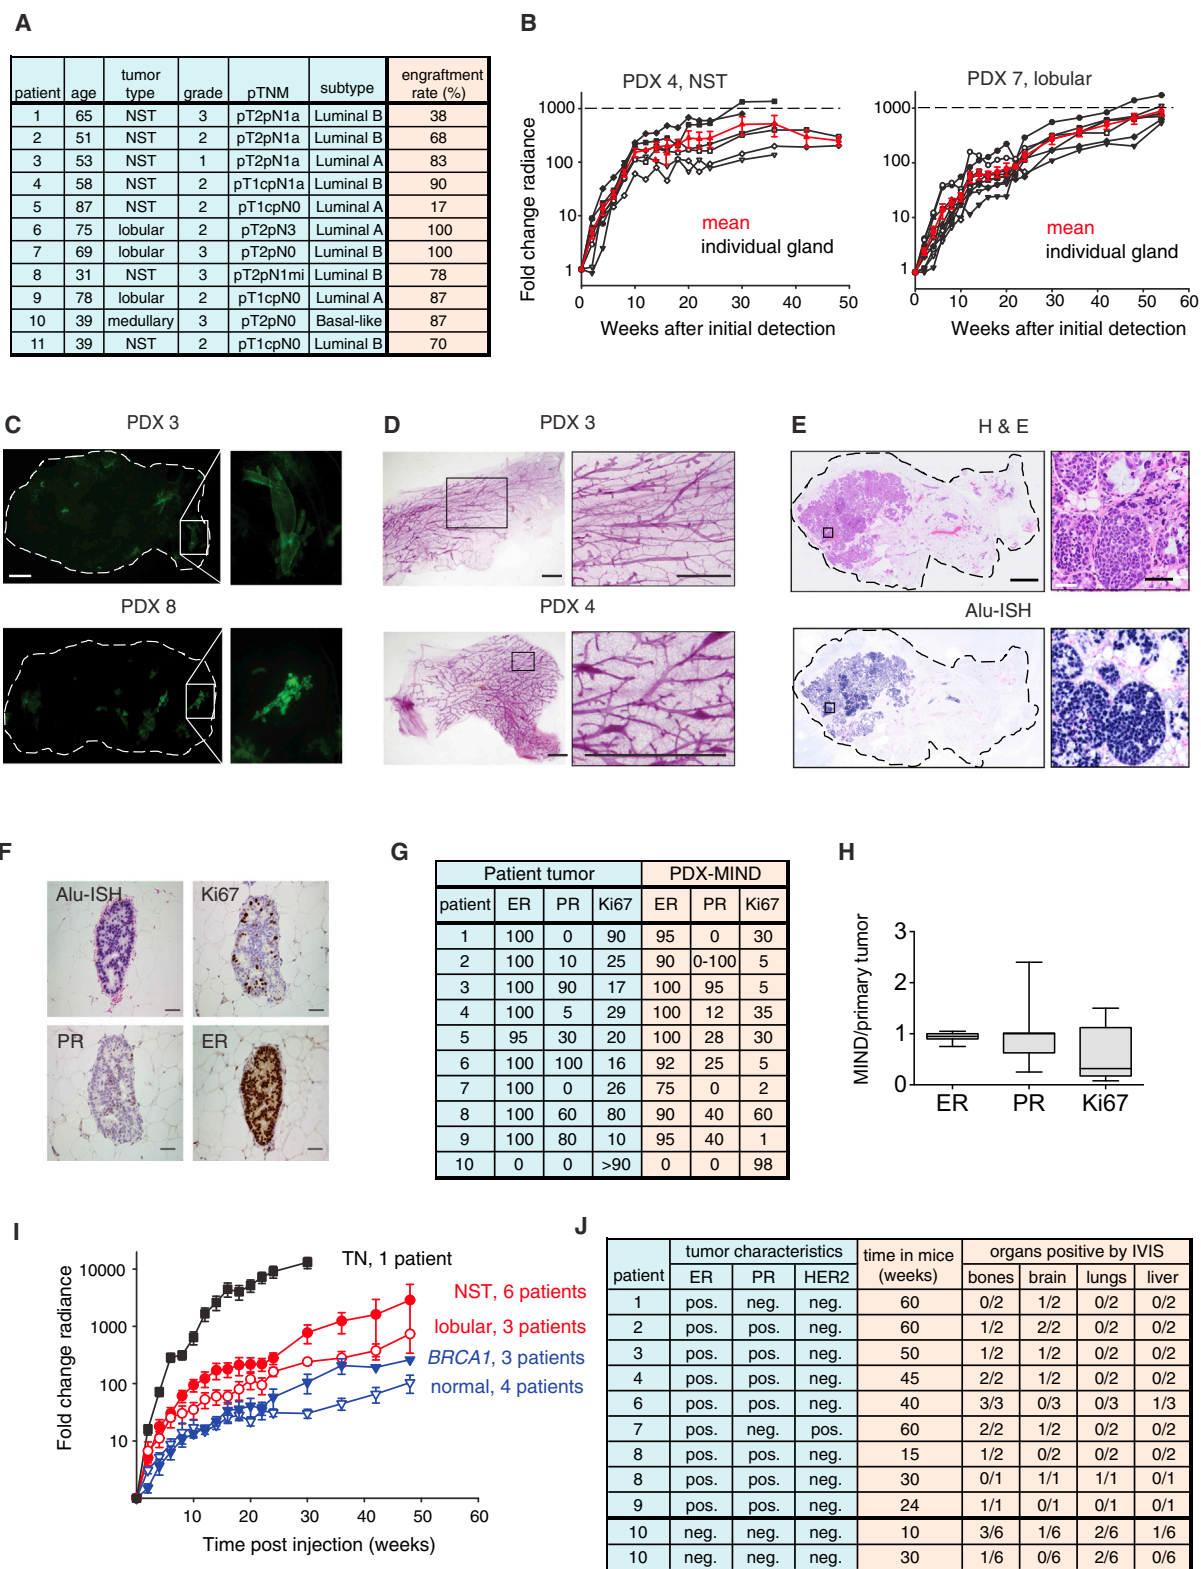 A
patient age tumor type grade pTNM subtype engraftment rate (%)
1 65 NST 3 pT2pN1a Luminal B 38
2 51 NST 2 pT2pN1a Luminal B 68
3 53 NST 1 pT2pN1a Luminal A 83
4 58 NST 2 pT1cpN1a Luminal B 90
5 87 NST 2 pT1cpN0 Luminal A 17
6 75 lobular 2 pT2pN3 Luminal A 100
7 69 lobular 3 pT2pN0 Luminal B 100
8 31 NST 3 pT2pN1mi Luminal B 78
9 78 lobular 2 pT1cpN0 Luminal A 87
10 39 medullary 3 pT2pN0 Basal-like 87
11 39 NST 2 pT1cpN0 Luminal B 70
B
PDX 4, NST
Fold change radiance
1000
100
10
1
mean
individual gland
0 10 20 30 40 50
Weeks after initial detection
PDX 7, lobular
1000
100
10
1
mean
individual gland
0 10 20 30 40 50 60
Weeks after initial detection
C
PDX 3
PDX 8
D
PDX 3
PDX 4
E
H & E
Alu-ISH
F
Alu-ISH
Ki67
PR
ER
G
Patient tumor PDX-MIND
patient ER PR Ki67 ER PR Ki67
1 100 0 90 95 0 30
2 100 10 25 90 0-100 5
3 100 90 17 100 95 5
4 100 5 29 100 12 35
5 95 30 20 100 28 30
6 100 100 16 92 25 5
7 100 0 26 75 0 2
8 100 60 80 90 40 60
9 100 80 10 95 40 1
10 0 0 >90 0 0 98
H
MIND/primary tumor
3
2
1
0
ER PR Ki67
I
Fold change radiance
10000
1000
100
10
TN, 1 patient
NST, 6 patients
lobular, 3 patients
BRCA1, 3 patients
normal, 4 patients
10 20 30 40 50 60
Time post injection (weeks)
J
patient tumor characteristics time in mice (weeks) organs positive by IVIS
ER PR HER2 bones brain lungs liver
1 pos. neg. neg. 60 0/2 1/2 0/2 0/2
2 pos. pos. neg. 60 1/2 2/2 0/2 0/2
3 pos. pos. neg. 50 1/2 1/2 0/2 0/2
4 pos. pos. neg. 45 2/2 1/2 0/2 0/2
6 pos. pos. neg. 40 3/3 0/3 0/3 1/3
7 pos. neg. pos. 60 2/2 1/2 0/2 0/2
8 pos. pos. neg. 15 1/2 0/2 0/2 0/2
8 pos. pos. neg. 30 0/1 1/1 1/1 0/1
9 pos. pos. neg. 24 1/1 0/1 0/1 0/1
10 neg. neg. neg. 10 3/6 1/6 2/6 1/6
10 neg. neg. neg. 30 1/6 0/6 2/6 0/6